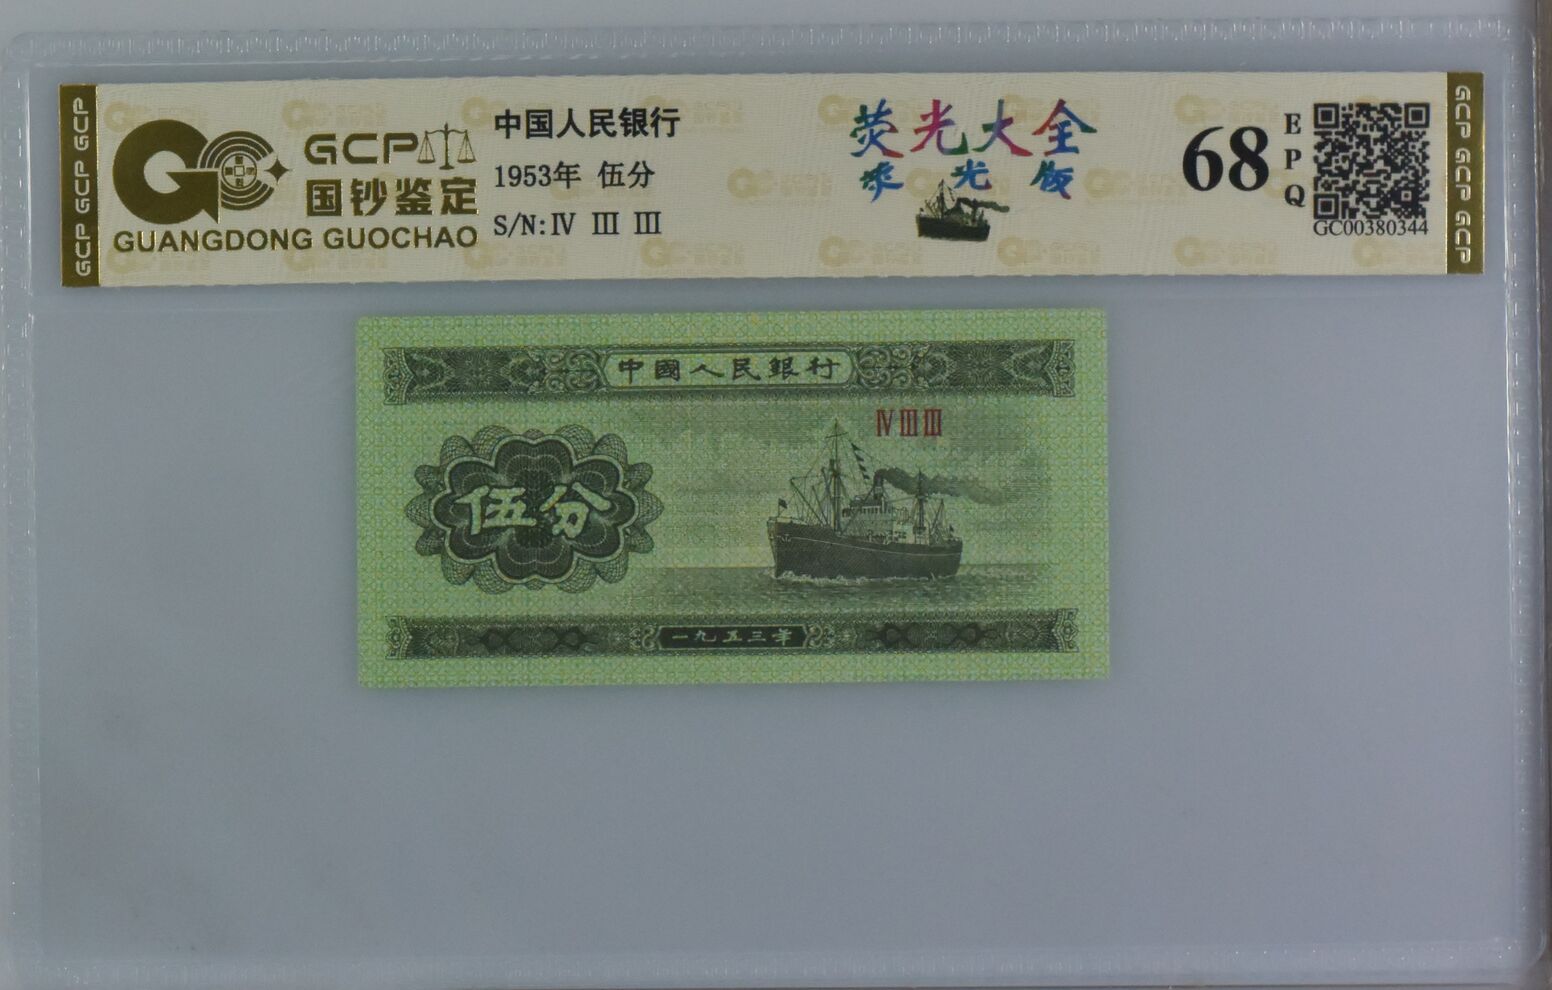 GCP
国钞鉴定
GUANGDONG GUOCHAO
中国人民银行
1953年 伍分
S/N:Ⅳ Ⅲ Ⅲ
荧光大全
光版
68
EPQ
GC00380344
GCP GCP GCP
GCP GCP GCP
中國人民銀行
Ⅳ Ⅲ Ⅲ
伍分
一九五三年